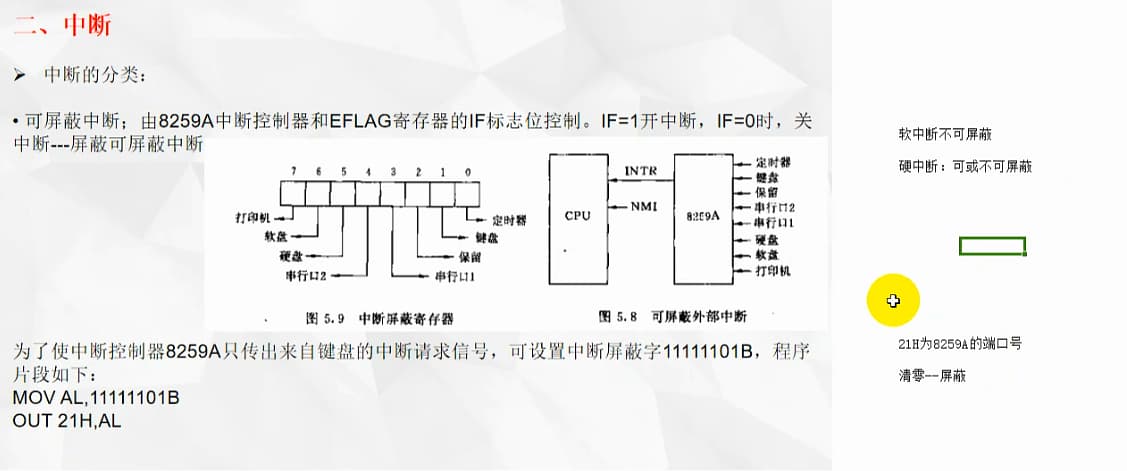 二、中断
➢ 中断的分类：
• 可屏蔽中断；由8259A中断控制器和EFLAG寄存器的IF标志位控制。IF=1开中断，IF=0时，关
中断---屏蔽可屏蔽中断
7 6 5 4 3 2 1 0
打印机
软盘
硬盘
串行口2
定时器
键盘
保留
串行口1
图 5.9 中断屏蔽寄存器
CPU
INTR
NMI
8259A
定时器
键盘
保留
串行口2
串行口1
硬盘
软盘
打印机
图 5.8 可屏蔽外部中断
为了使中断控制器8259A只传出来自键盘的中断请求信号，可设置中断屏蔽字11111101B，程序
片段如下：
MOV AL,11111101B
OUT 21H,AL
软中断不可屏蔽
硬中断：可或不可屏蔽
21H为8259A的端口号
清零--屏蔽